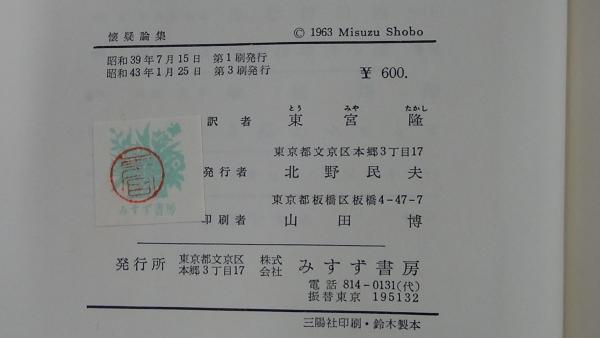 懐疑論集 © 1963 Misuzu Shobo
昭和39年7月15日 第1刷発行
昭和43年1月25日 第3刷発行
¥ 600.
とう みや たかし
訳者 東宮隆
東京都文京区本郷3丁目17
発行者 北野民夫
東京都板橋区板橋4-47-7
印刷者 山田博
みすず書房
発行所 東京都文京区本郷3丁目17 株式会社 みすず書房
電話 814-0131(代)
振替東京 195132
三陽社印刷・鈴木製本